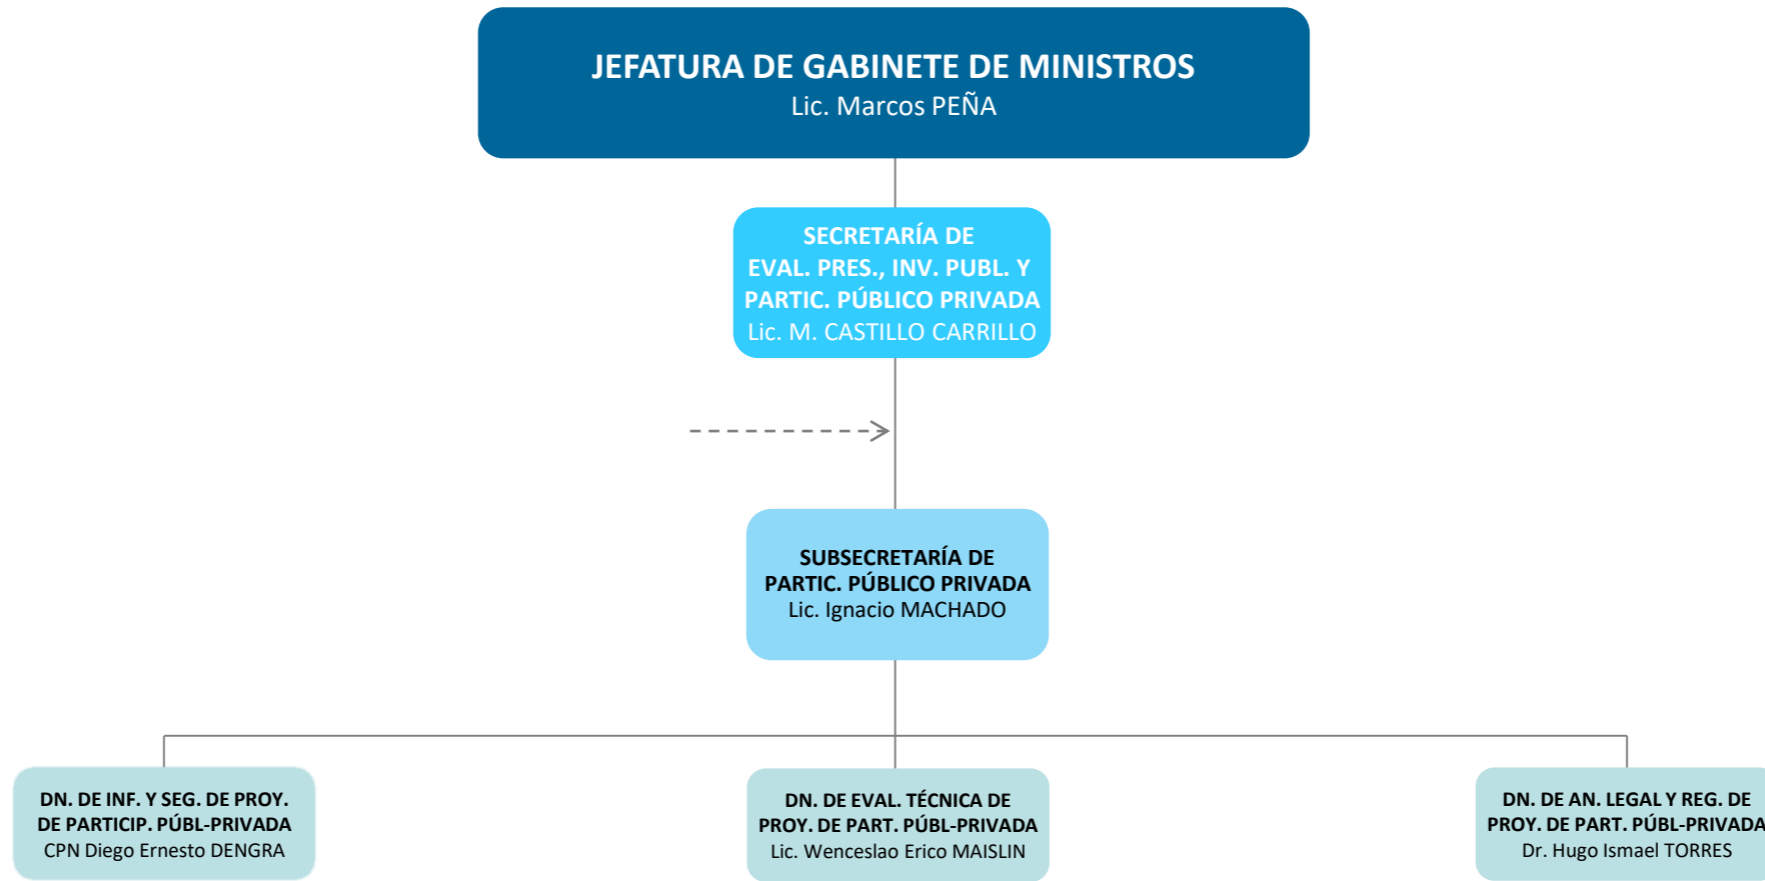 JEFATURA DE GABINETE DE MINISTROS
Lic. Marcos PEÑA
SECRETARÍA DE
EVAL. PRES., INV. PUBL. Y
PARTIC. PÚBLICO PRIVADA
Lic. M. CASTILLO CARRILLO
SUBSECRETARÍA DE
PARTIC. PÚBLICO PRIVADA
Lic. Ignacio MACHADO
DN. DE INF. Y SEG. DE PROY.
DE PARTICIP. PÚBL-PRIVADA
CPN Diego Ernesto DENGRA
DN. DE EVAL. TÉCNICA DE
PROY. DE PART. PÚBL-PRIVADA
Lic. Wenceslao Erico MAISLIN
DN. DE AN. LEGAL Y REG. DE
PROY. DE PART. PÚBL-PRIVADA
Dr. Hugo Ismael TORRES